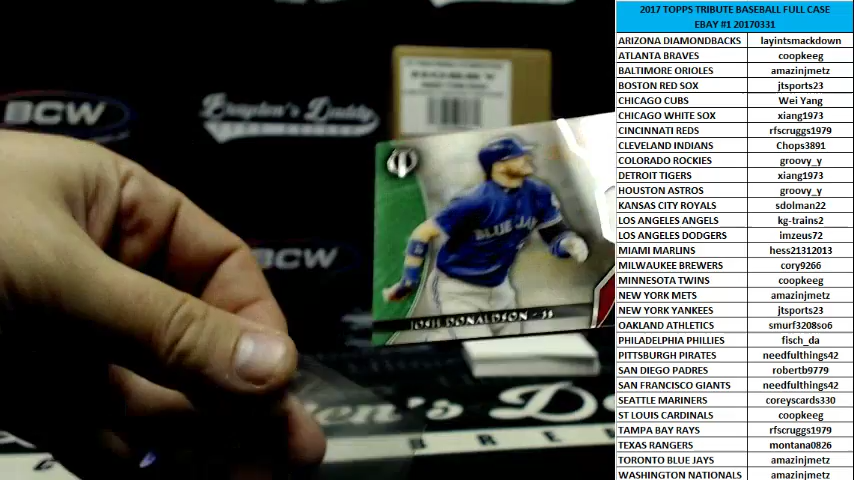 2017 TOPPS TRIBUTE BASEBALL FULL CASE
EBAY #1 20170331
ARIZONA DIAMONDBACKS layintsmackdown
ATLANTA BRAVES coopkeeg
BALTIMORE ORIOLES amazinjmetz
BOSTON RED SOX jtsports23
CHICAGO CUBS Wei Yang
CHICAGO WHITE SOX xiang1973
CINCINNATI REDS rfscruggs1979
CLEVELAND INDIANS Chops3891
COLORADO ROCKIES groovy_y
DETROIT TIGERS xiang1973
HOUSTON ASTROS groovy_y
KANSAS CITY ROYALS sdolman22
LOS ANGELES ANGELS kg-trains2
LOS ANGELES DODGERS imzeus72
MIAMI MARLINS hess21312013
MILWAUKEE BREWERS cory9266
MINNESOTA TWINS coopkeeg
NEW YORK METS amazinjmetz
NEW YORK YANKEES jtsports23
OAKLAND ATHLETICS smurf3208so6
PHILADELPHIA PHILLIES fisch_da
PITTSBURGH PIRATES needfulthings42
SAN DIEGO PADRES robertb9779
SAN FRANCISCO GIANTS needfulthings42
SEATTLE MARINERS coreyscards330
ST LOUIS CARDINALS coopkeeg
TAMPA BAY RAYS rfscruggs1979
TEXAS RANGERS montana0826
TORONTO BLUE JAYS amazinjmetz
WASHINGTON NATIONALS amazinjmetz
HOBBY
BCW
Brayden's Daddy
BCW
BLUE JAY
JOSH DONALDSON
en's Da
B R E